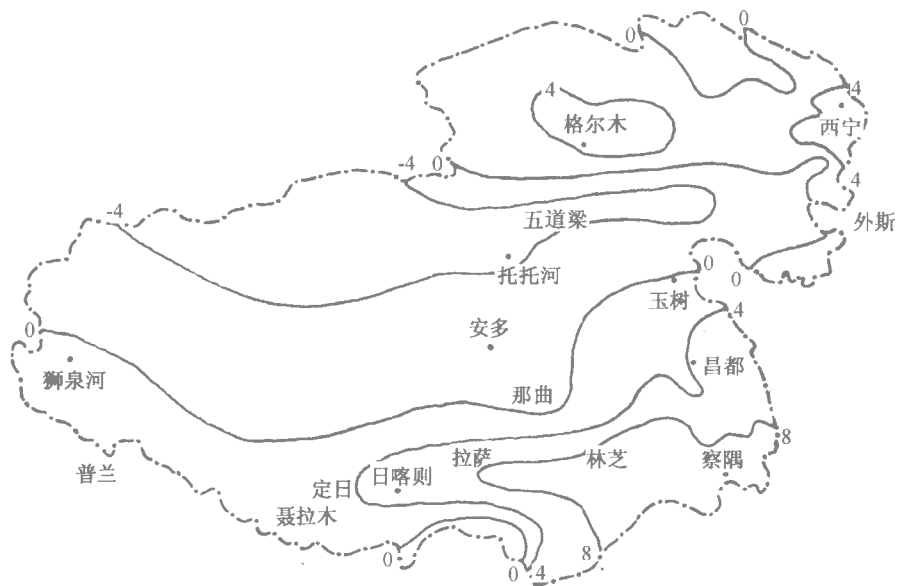 0
0
4
4
格尔木
西宁
-4
0
4
-4
五道梁
外斯
托托河
0
0
玉树
4
安多
0
昌都
狮泉河
那曲
8
拉萨
林芝
察隅
普兰
日喀则
定日
聂拉木
0
0
4
8